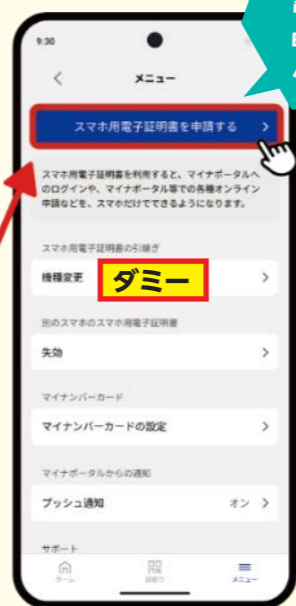 9:30
メニュー
スマホ用電子証明書を申請する
スマホ用電子証明書を利用すると、マイナポータルへ
のログインや、マイナポータル等での各種オンライン
申請などを、スマホだけでできるようになります。
スマホ用電子証明書の引継ぎ
機種変更
ダミー
別のスマホのスマホ用電子証明書
失効
マイナンバーカード
マイナンバーカードの設定
マイナポータルからの通知
プッシュ通知 オン
サポート
ホーム 読取り メニュー